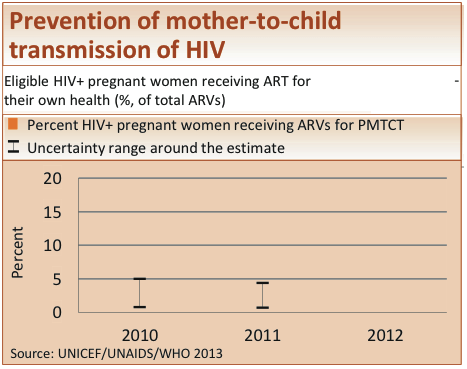 Prevention of mother-to-child
transmission of HIV
Eligible HIV+ pregnant women receiving ART for -
their own health (%, of total ARVs)
Percent HIV+ pregnant women receiving ARVs for PMTCT
Uncertainty range around the estimate
20
15
10
5
0
Percent
2010 2011 2012
Source: UNICEF/UNAIDS/WHO 2013